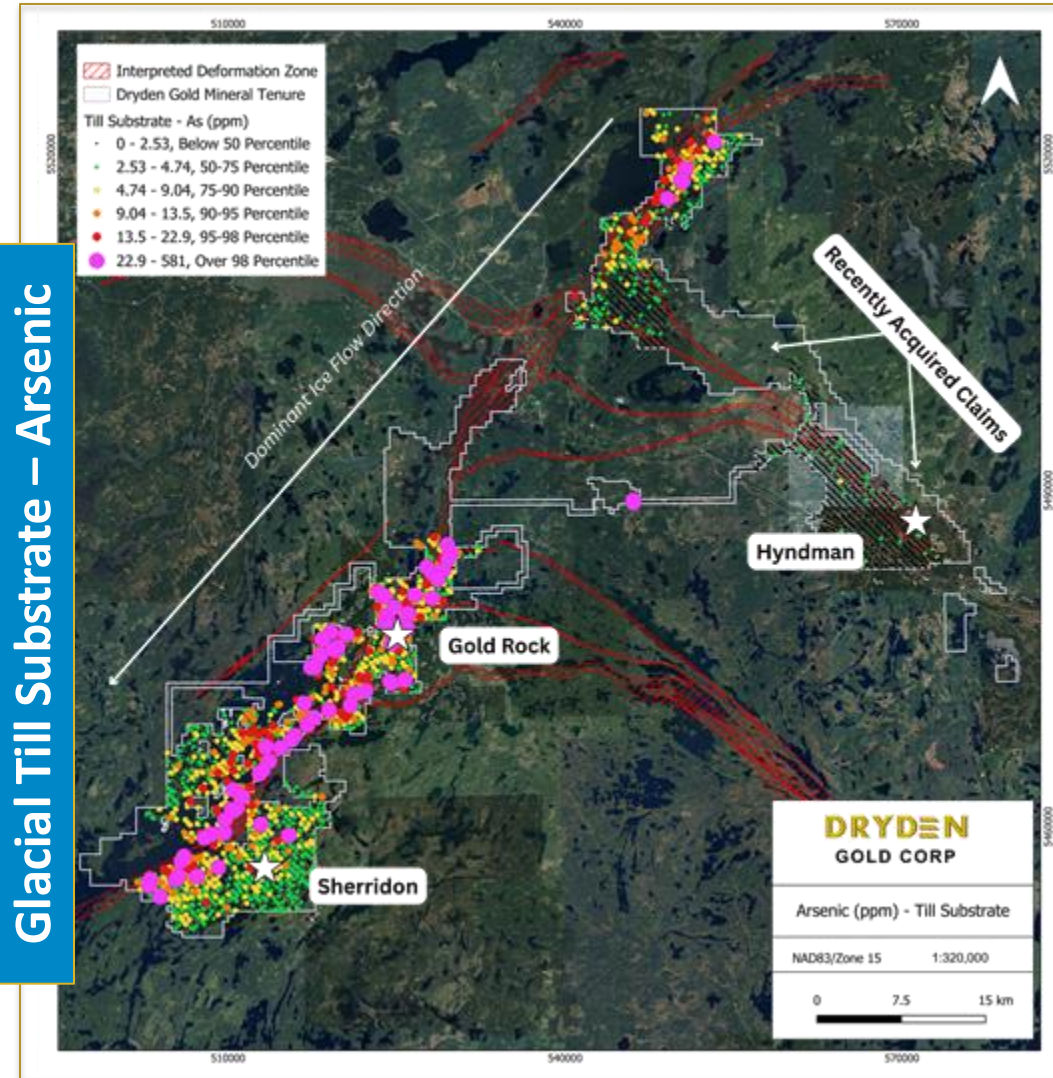 Glacial Till Substrate – Arsenic
510000
540000
570000
Interpreted Deformation Zone
Dryden Gold Mineral Tenure
Till Substrate - As (ppm)
0 - 2.53, Below 50 Percentile
2.53 - 4.74, 50-75 Percentile
4.74 - 9.04, 75-90 Percentile
9.04 - 13.5, 90-95 Percentile
13.5 - 22.9, 95-98 Percentile
22.9 - 581, Over 98 Percentile
5520000
5520000
Dominant Ice Flow Direction
Recently Acquired Claims
5490000
Hyndman
Gold Rock
Sherridon
5460000
DRYDEN
GOLD CORP
Arsenic (ppm) - Till Substrate
NAD83/Zone 15
1:320,000
0
7.5
15 km
510000
540000
570000